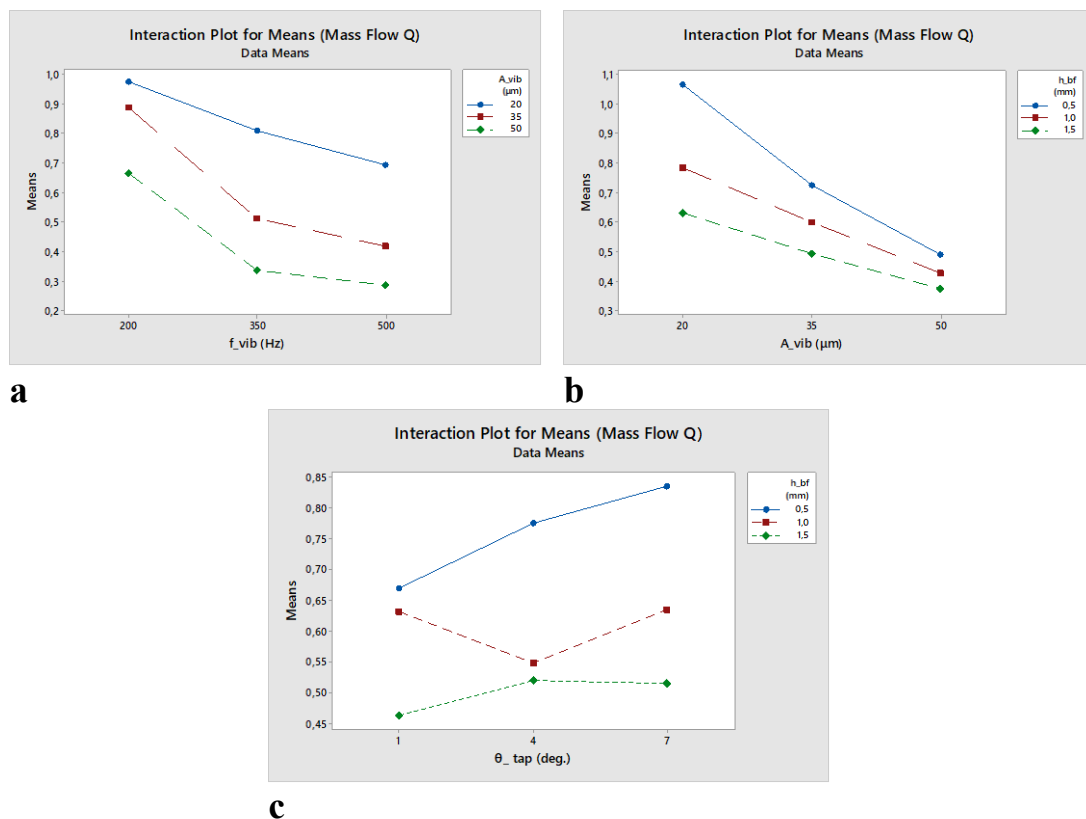 Interaction Plot for Means (Mass Flow Q)
Data Means
A_vib
(µm)
20
35
50
Means
1,0
0,9
0,8
0,7
0,6
0,5
0,4
0,3
0,2
200 350 500
f_vib (Hz)
a
Interaction Plot for Means (Mass Flow Q)
Data Means
h_bf
(mm)
0,5
1,0
1,5
Means
1,1
1,0
0,9
0,8
0,7
0,6
0,5
0,4
0,3
20 35 50
A_vib (µm)
b
Interaction Plot for Means (Mass Flow Q)
Data Means
h_bf
(mm)
0,5
1,0
1,5
Means
0,85
0,80
0,75
0,70
0,65
0,60
0,55
0,50
0,45
1 4 7
θ_ tap (deg.)
c